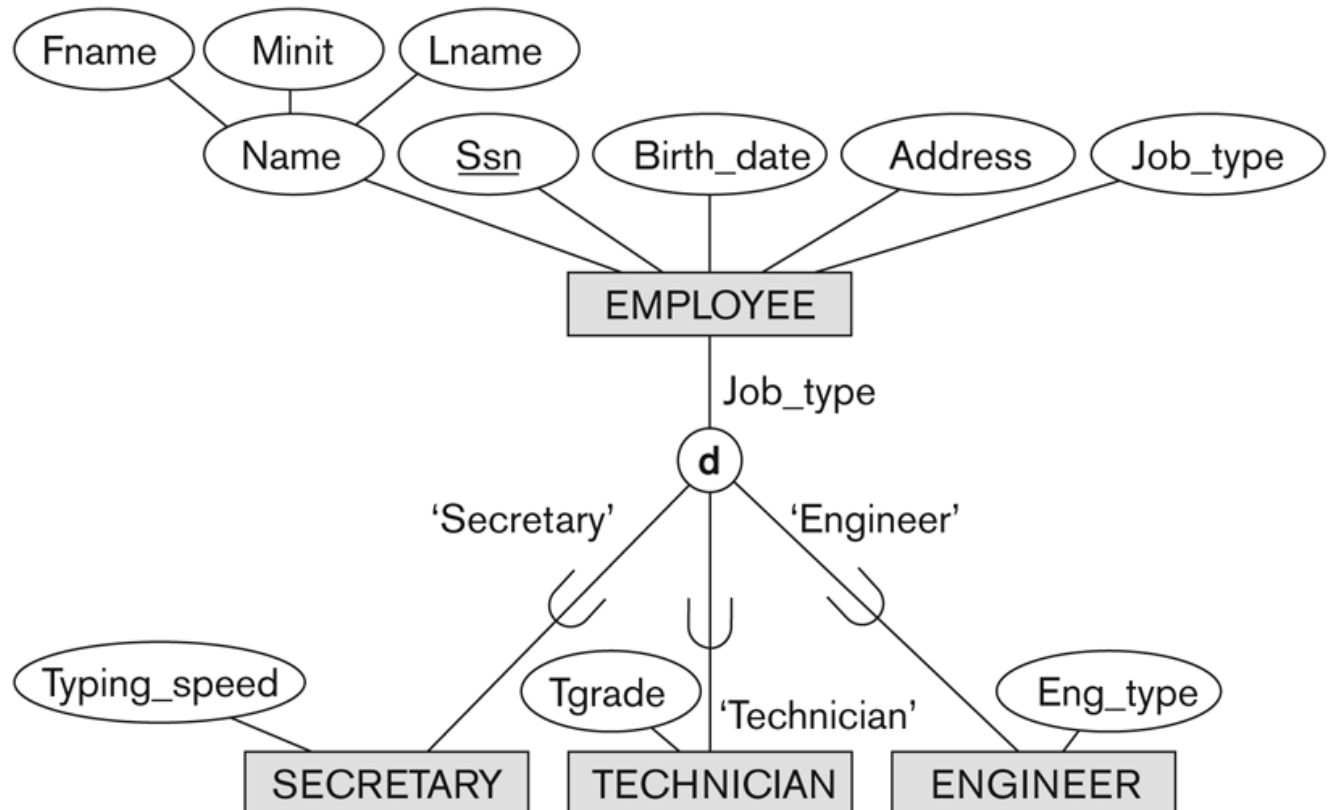 Fname Minit Lname
Name Ssn Birth_date Address Job_type
EMPLOYEE
Job_type
d
‘Secretary’ ‘Engineer’
Typing_speed Tgrade Eng_type
‘Technician’
SECRETARY TECHNICIAN ENGINEER